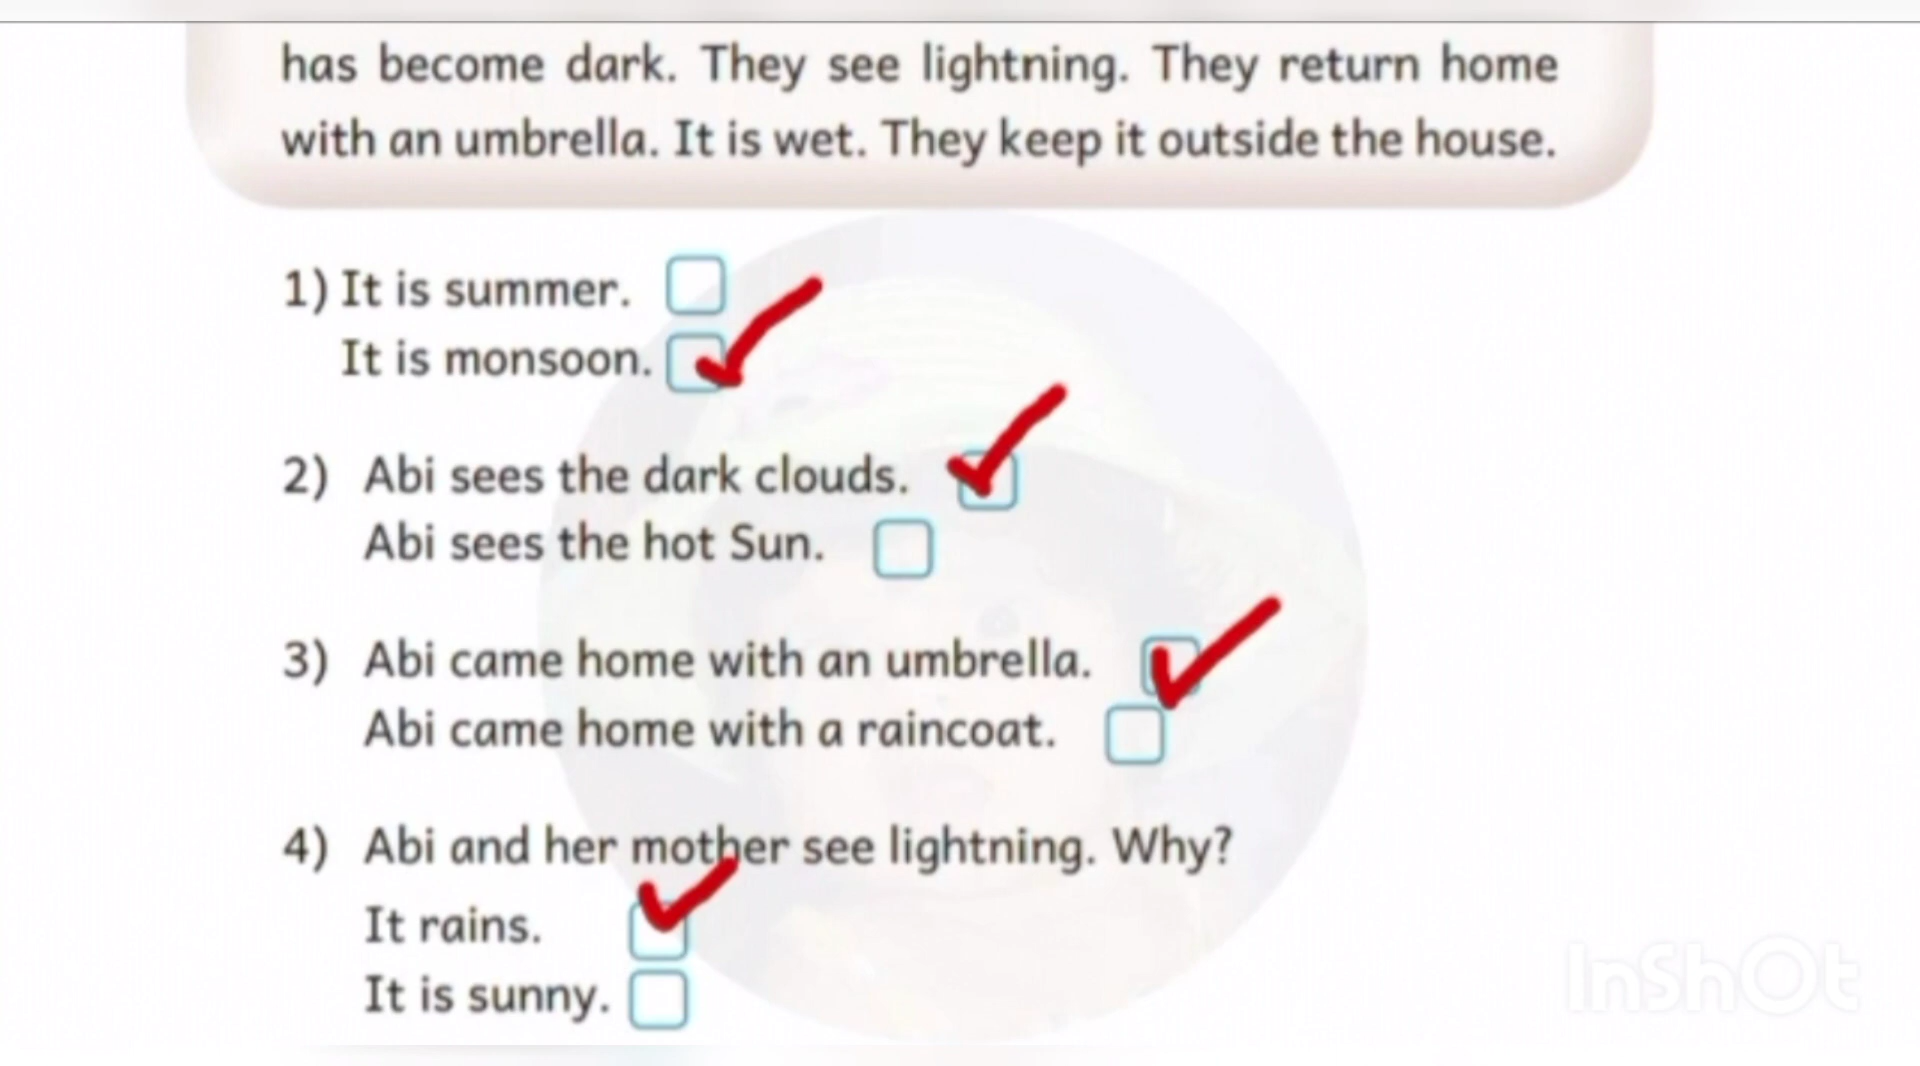 has become dark. They see lightning. They return home
with an umbrella. It is wet. They keep it outside the house.
1) It is summer.
It is monsoon.
2) Abi sees the dark clouds.
Abi sees the hot Sun.
3) Abi came home with an umbrella.
Abi came home with a raincoat.
4) Abi and her mother see lightning. Why?
It rains.
It is sunny.
InShOt